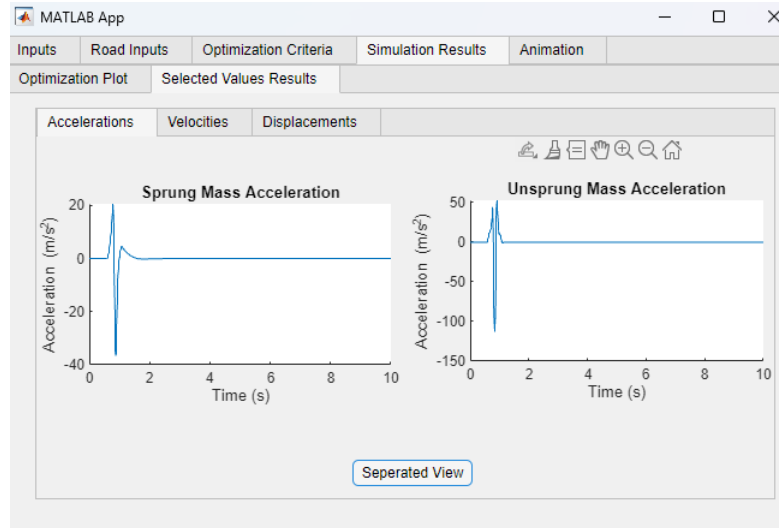 MATLAB App
Inputs Road Inputs Optimization Criteria Simulation Results Animation
Optimization Plot Selected Values Results
Accelerations Velocities Displacements
Sprung Mass Acceleration
20
0
-20
-40
Acceleration (m/s²)
0 2 4 6 8 10
Time (s)
Unsprung Mass Acceleration
50
0
-50
-100
-150
Acceleration (m/s²)
0 2 4 6 8 10
Time (s)
Seperated View